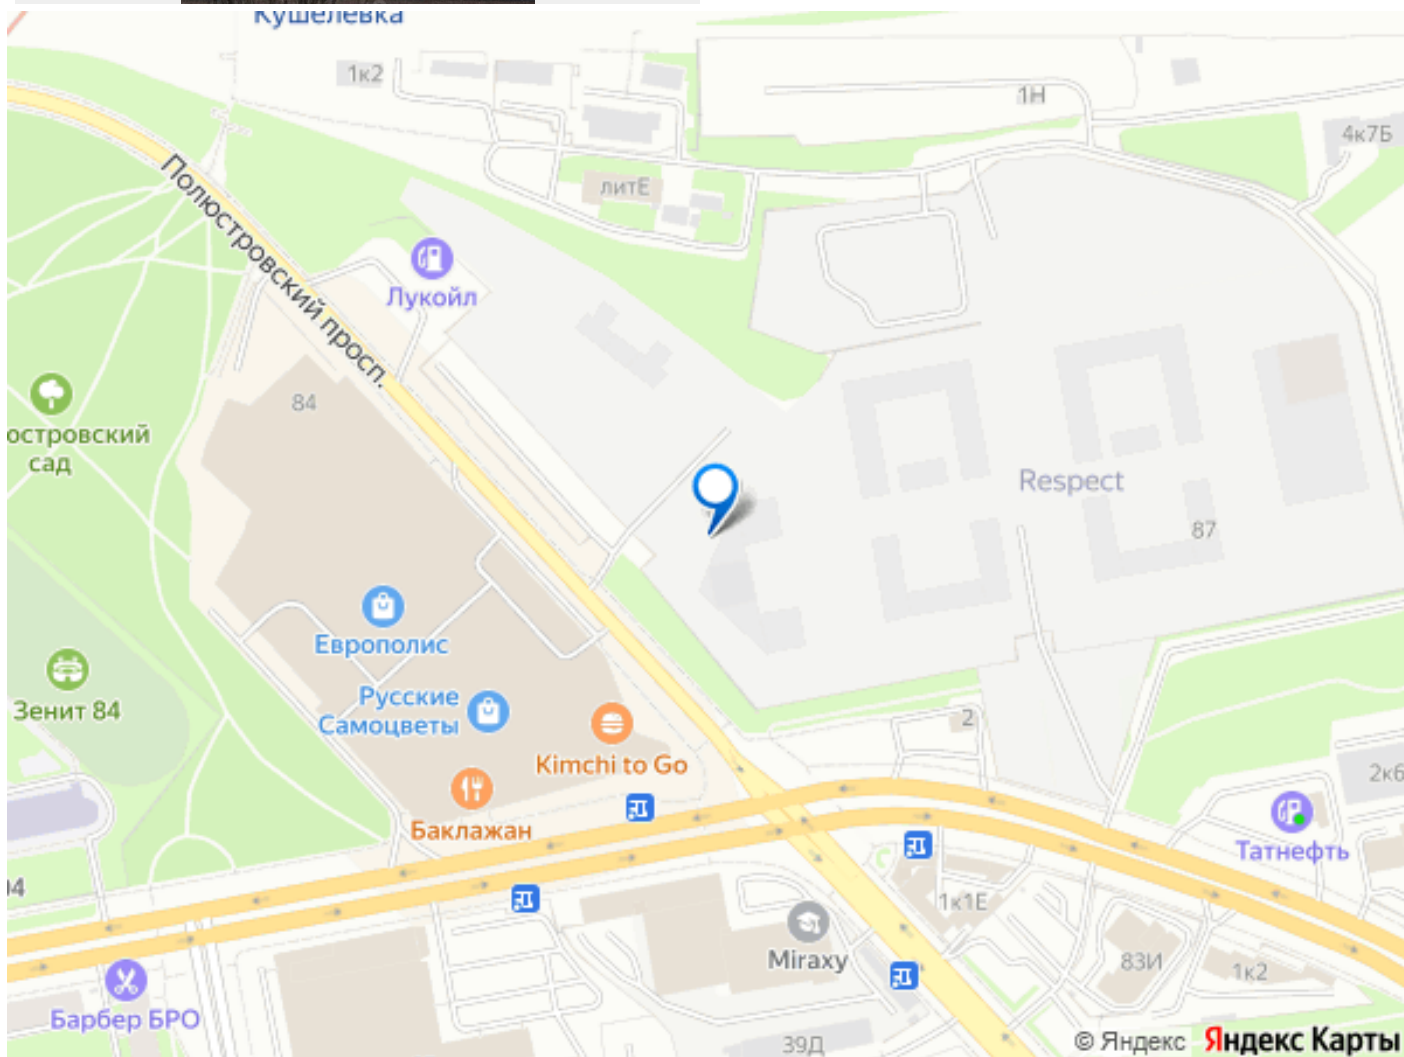 Кушелевка
1к2
1Н
4к7Б
литЕ
Полюстровский просп.
Лукойл
84
островский
сад
Respect
87
Европолис
Русские
Самоцветы
Зенит 84
Kimchi to Go
2
2к6
Баклажан
Татнефть
1к1Е
Miraxy
83И
1к2
Барбер БРО
39Д
© Яндекс Яндекс Карты